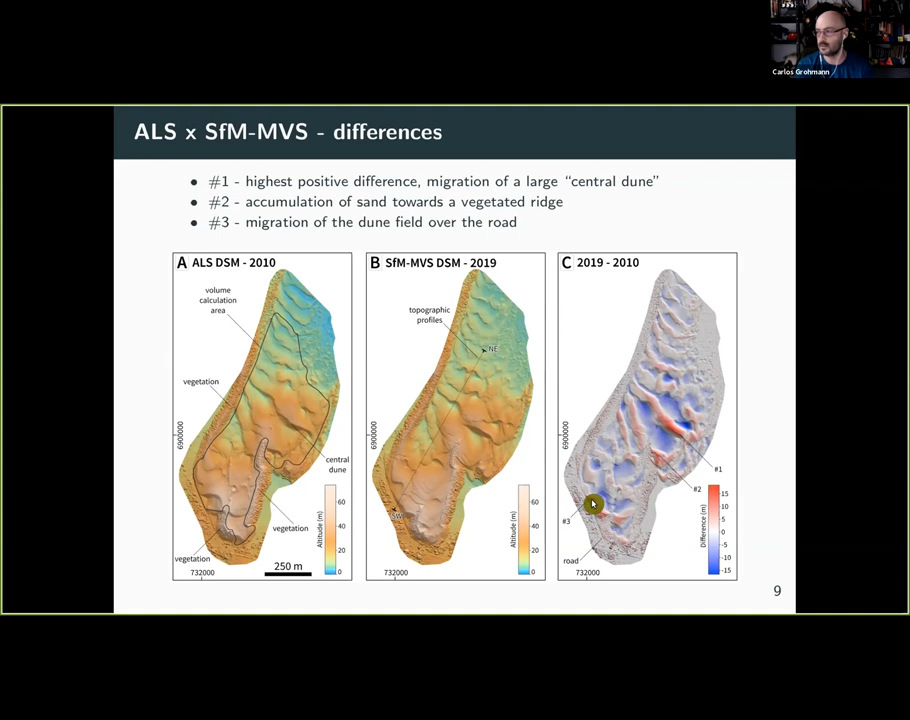 Carlos Grohmann
ALS x SfM-MVS - differences
• #1 - highest positive difference, migration of a large “central dune”
• #2 - accumulation of sand towards a vegetated ridge
• #3 - migration of the dune field over the road
A ALS DSM - 2010
volume
calculation
area
vegetation
6900000
central
dune
vegetation
vegetation
Altitude (m)
60
40
20
0
250 m
732000
B SfM-MVS DSM - 2019
topographic
profiles
NE
6900000
SW
Altitude (m)
60
40
20
0
732000
C 2019 - 2010
6900000
#1
#2
#3
road
Difference (m)
15
10
5
0
-5
-10
-15
732000
9